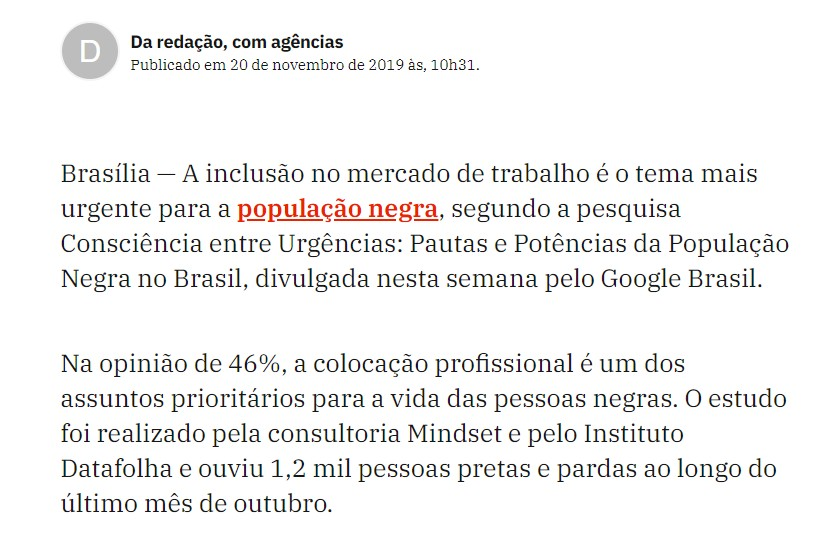 D
Da redação, com agências
Publicado em 20 de novembro de 2019 às, 10h31.
Brasília — A inclusão no mercado de trabalho é o tema mais
urgente para a população negra, segundo a pesquisa
Consciência entre Urgências: Pautas e Potências da População
Negra no Brasil, divulgada nesta semana pelo Google Brasil.
Na opinião de 46%, a colocação profissional é um dos
assuntos prioritários para a vida das pessoas negras. O estudo
foi realizado pela consultoria Mindset e pelo Instituto
Datafolha e ouviu 1,2 mil pessoas pretas e pardas ao longo do
último mês de outubro.